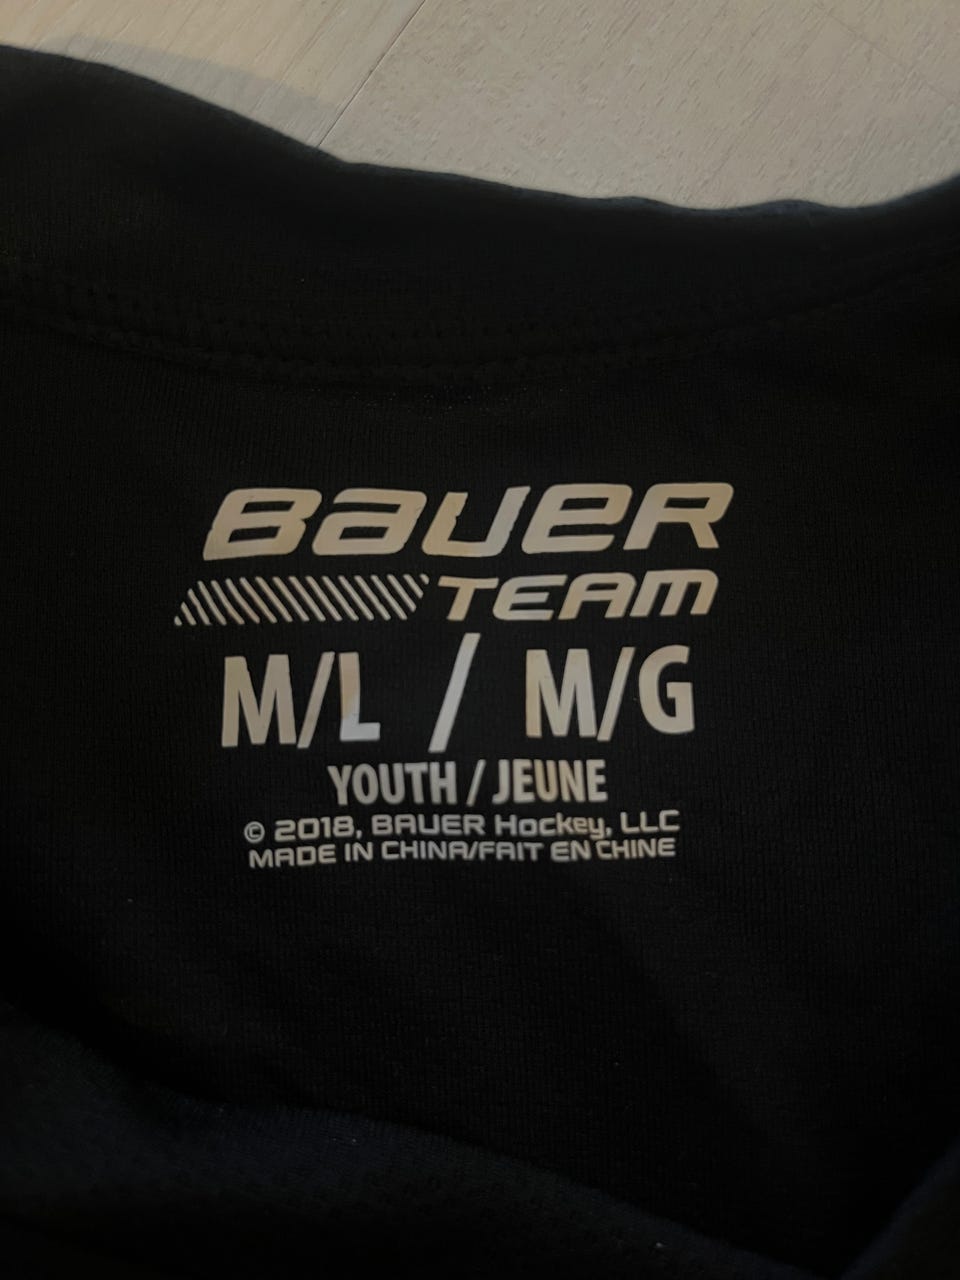 BAUER
TEAM
M/L / M/G
YOUTH / JEUNE
© 2018, BAUER Hockey, LLC
MADE IN CHINA/FAIT EN CHINE